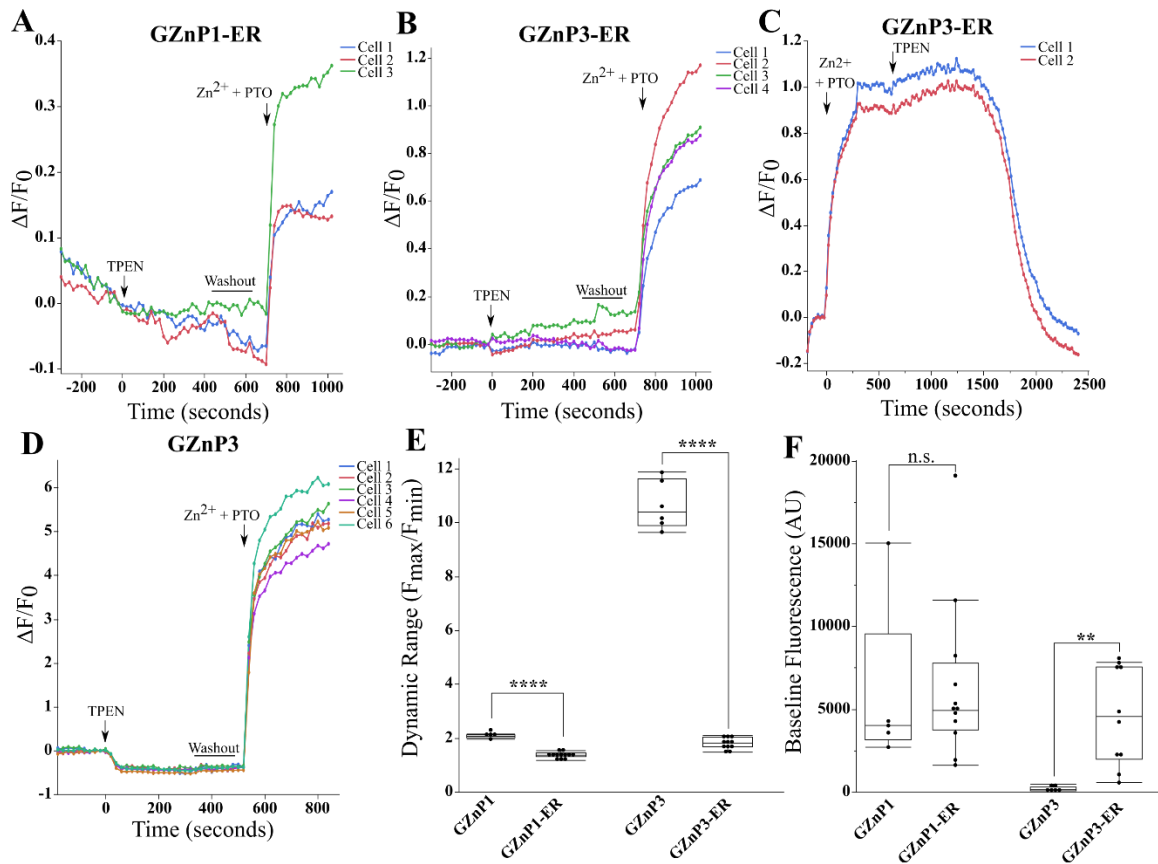 A
GZnP1-ER
Cell 1
Cell 2
Cell 3
0.4
0.3
0.2
0.1
0.0
-0.1
ΔF/F0
Zn2+ + PTO
TPEN
Washout
-200 0 200 400 600 800 1000
Time (seconds)
B
GZnP3-ER
Cell 1
Cell 2
Cell 3
Cell 4
1.2
1.0
0.8
0.6
0.4
0.2
0.0
ΔF/F0
Zn2+ + PTO
TPEN
Washout
-200 0 200 400 600 800 1000
Time (seconds)
C
GZnP3-ER
Cell 1
Cell 2
1.2
1.0
0.8
0.6
0.4
0.2
0.0
-0.2
ΔF/F0
Zn2+
+ PTO
TPEN
0 500 1000 1500 2000 2500
Time (seconds)
D
GZnP3
Cell 1
Cell 2
Cell 3
Cell 4
Cell 5
Cell 6
6
5
4
3
2
1
0
-1
ΔF/F0
Zn2+ + PTO
TPEN
Washout
0 200 400 600 800
Time (seconds)
E
14
12
10
8
6
4
2
0
Dynamic Range (Fmax/Fmin)
****
****
GZnP1
GZnP1-ER
GZnP3
GZnP3-ER
F
20000
15000
10000
5000
0
Baseline Fluorescence (AU)
n.s.
**
GZnP1
GZnP1-ER
GZnP3
GZnP3-ER